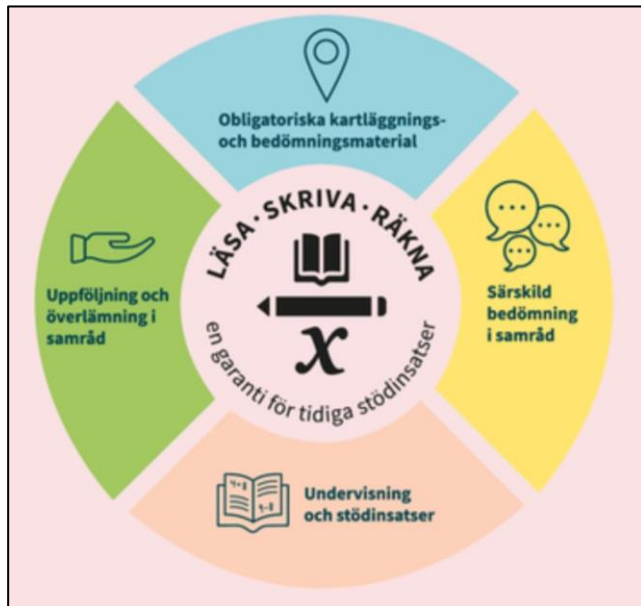 Obligatoriska kartläggnings-
och bedömningsmaterial
LÄSA·SKRIVA·RÄKNA
x
en garanti för tidiga stödinsatser
Särskild
bedömning
i samråd
Undervisning
och stödinsatser
Uppföljning och
överlämning i
samråd